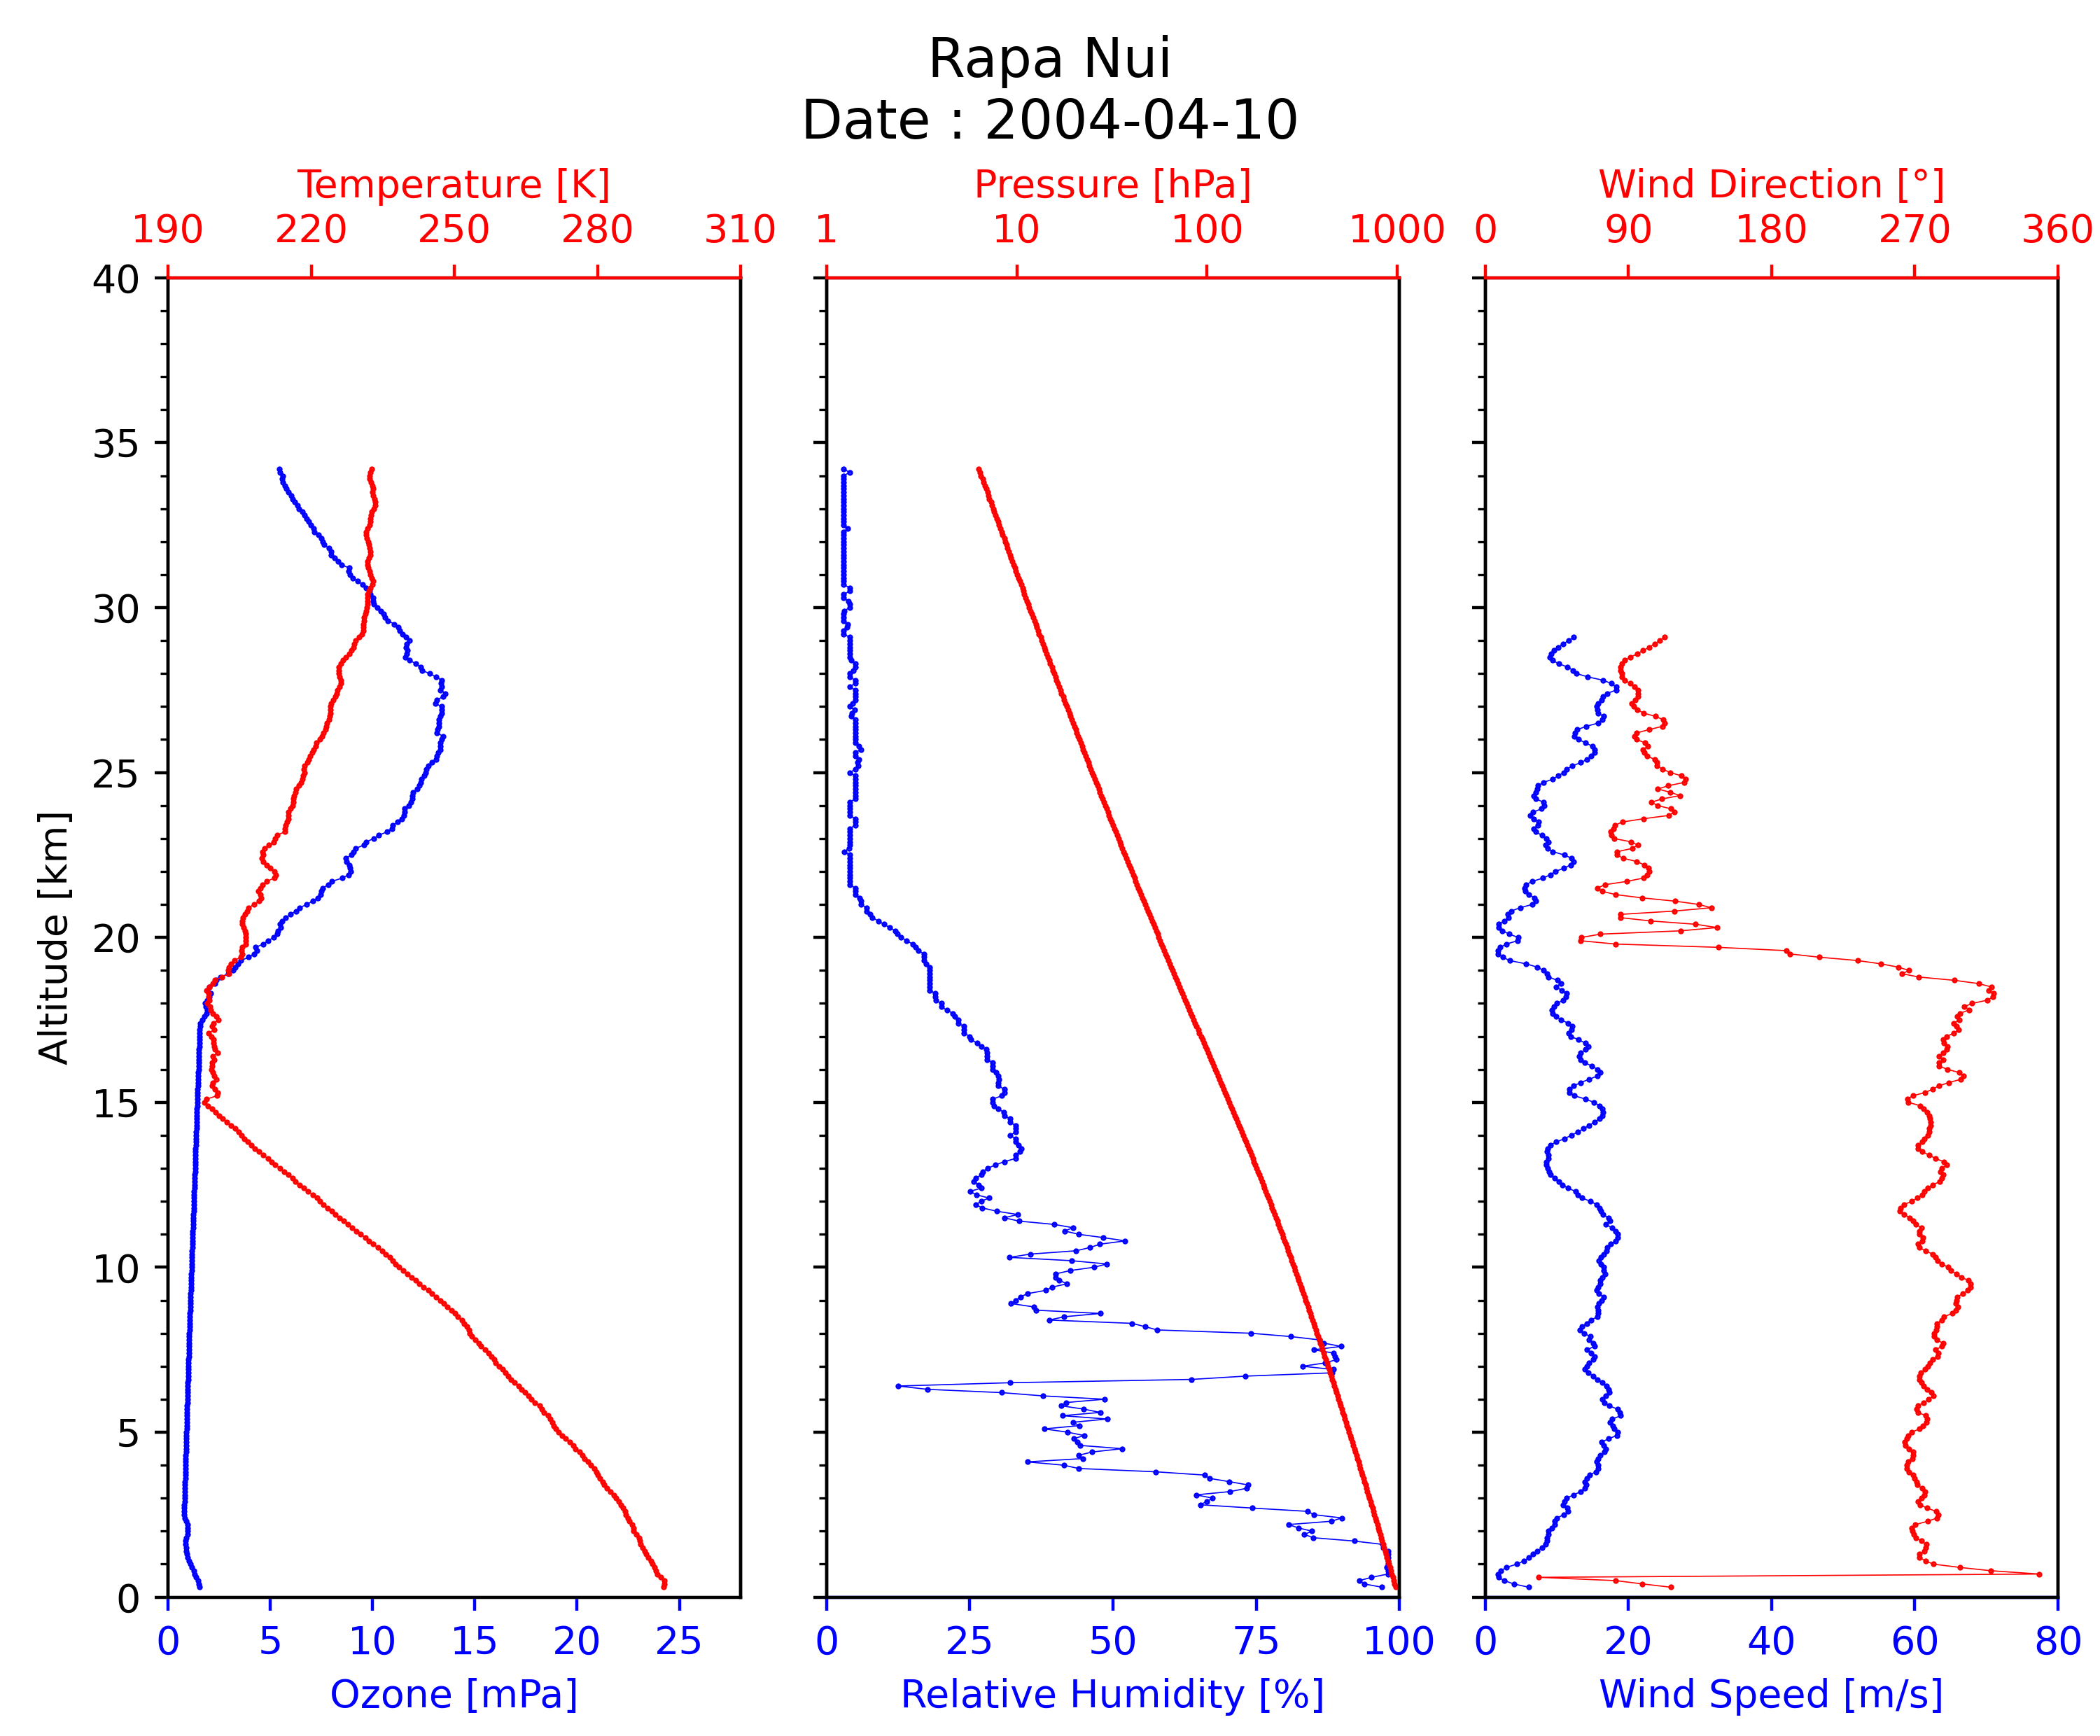 Rapa Nui
Date : 2004-04-10
Temperature [K]
190 220 250 280 310
Pressure [hPa]
1 10 100 1000
Wind Direction [°]
0 90 180 270 360
Altitude [km]
40
35
30
25
20
15
10
5
0
0 5 10 15 20 25
Ozone [mPa]
0 25 50 75 100
Relative Humidity [%]
0 20 40 60 80
Wind Speed [m/s]